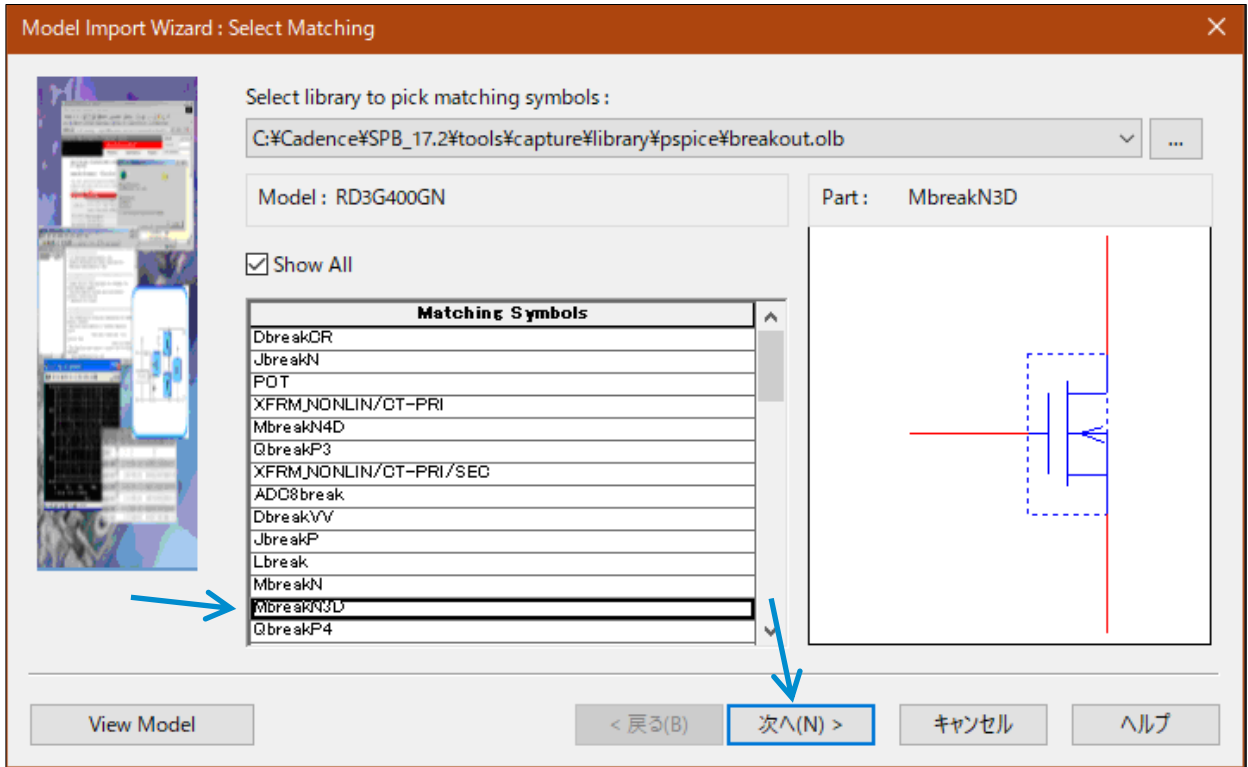 Model Import Wizard : Select Matching
Select library to pick matching symbols :
C:¥Cadence¥SPB_17.2¥tools¥capture¥library¥pspice¥breakout.olb
...
Model : RD3G400GN
Part : MbreakN3D
Show All
Matching Symbols
DbreakCR
JbreakN
POT
XFRM_NONLIN/CT-PRI
MbreakN4D
QbreakP3
XFRM_NONLIN/CT-PRI/SEC
ADC8break
DbreakVV
JbreakP
Lbreak
MbreakN
MbreakN3D
QbreakP4
View Model
< 戻る(B)
次へ(N) >
キャンセル
ヘルプ